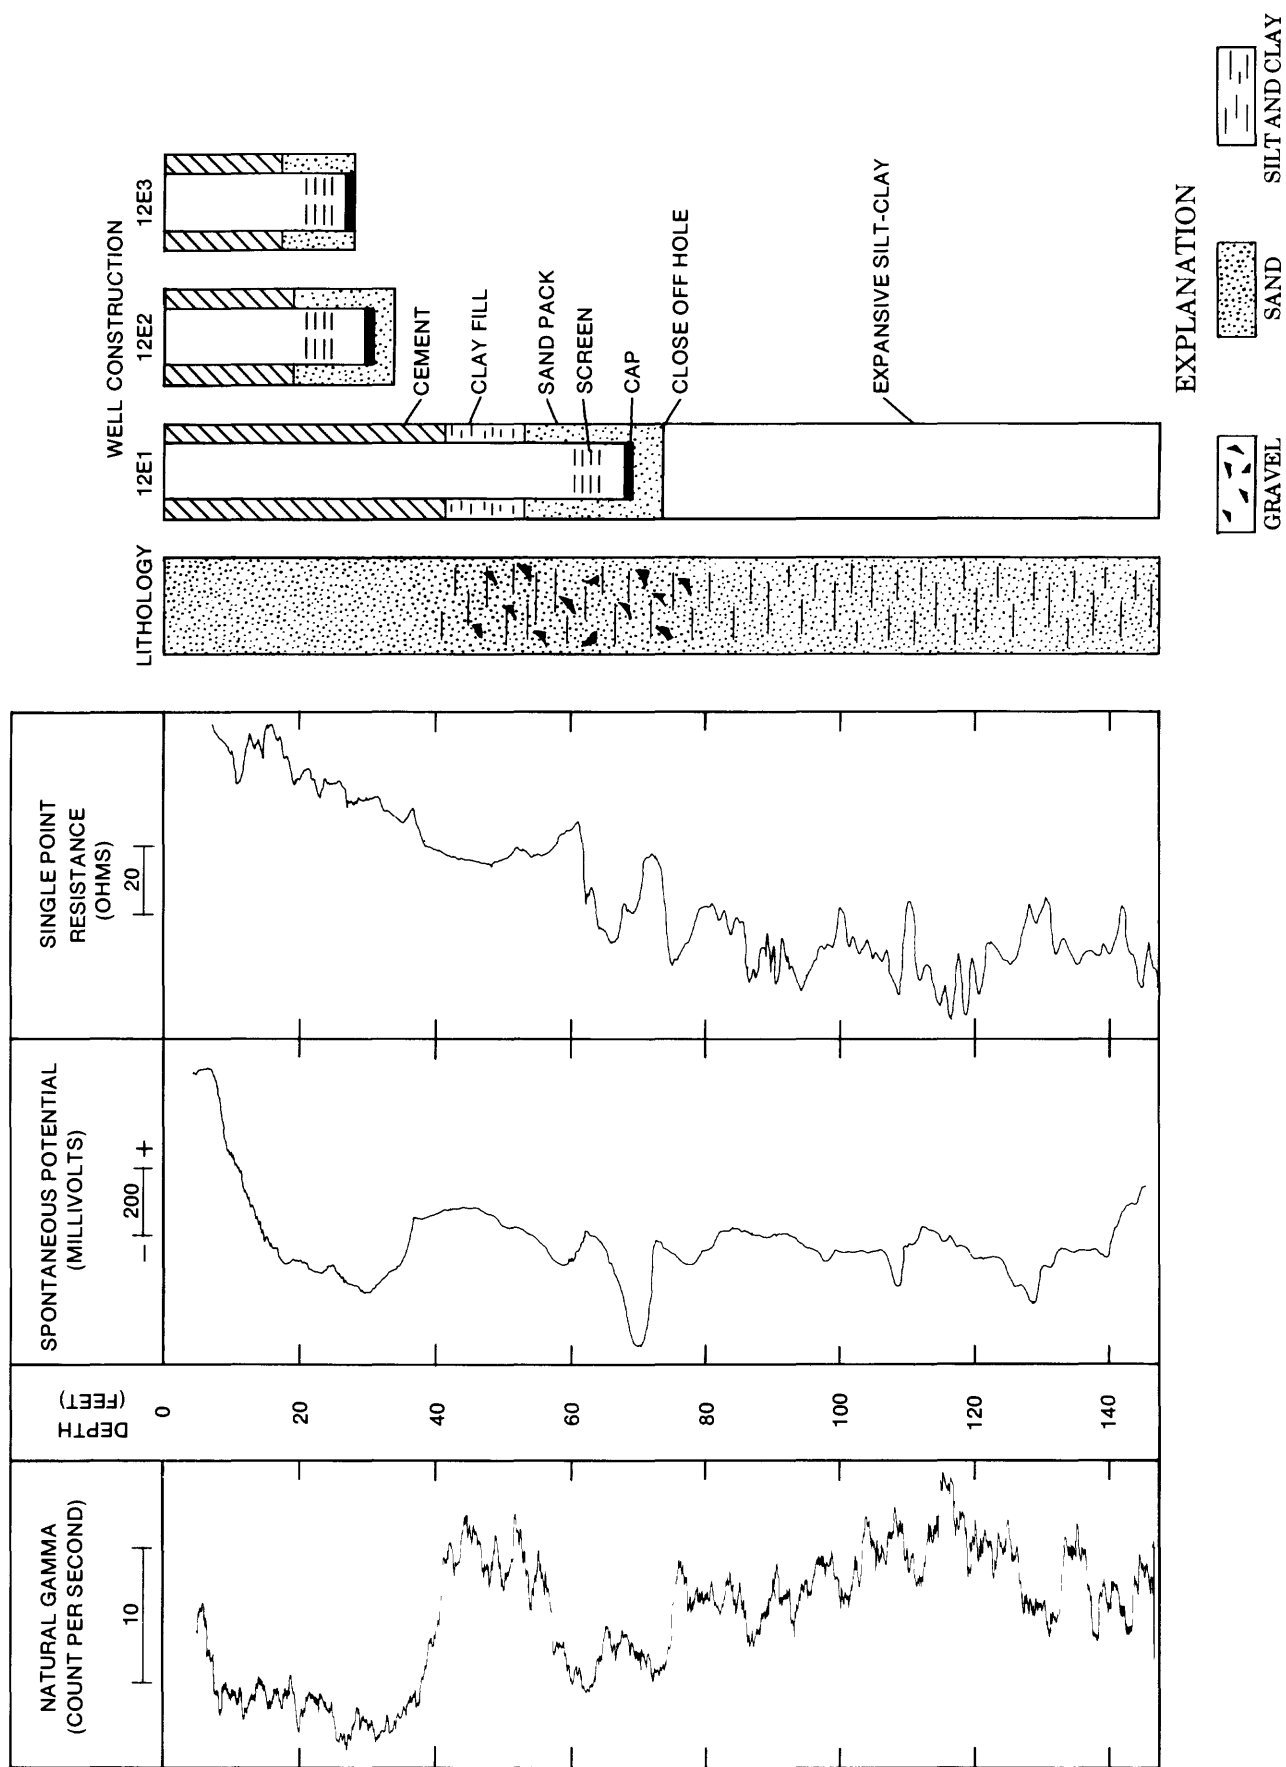 NATURAL GAMMA
(COUNT PER SECOND)
10
DEPTH
(FEET)
0
20
40
60
80
100
120
140
SPONTANEOUS POTENTIAL
(MILLIVOLTS)
− 200 +
SINGLE POINT
RESISTANCE
(OHMS)
20
LITHOLOGY
WELL CONSTRUCTION
12E1
12E2
12E3
CEMENT
CLAY FILL
SAND PACK
SCREEN
CAP
CLOSE OFF HOLE
EXPANSIVE SILT-CLAY
EXPLANATION
GRAVEL
SAND
SILT AND CLAY